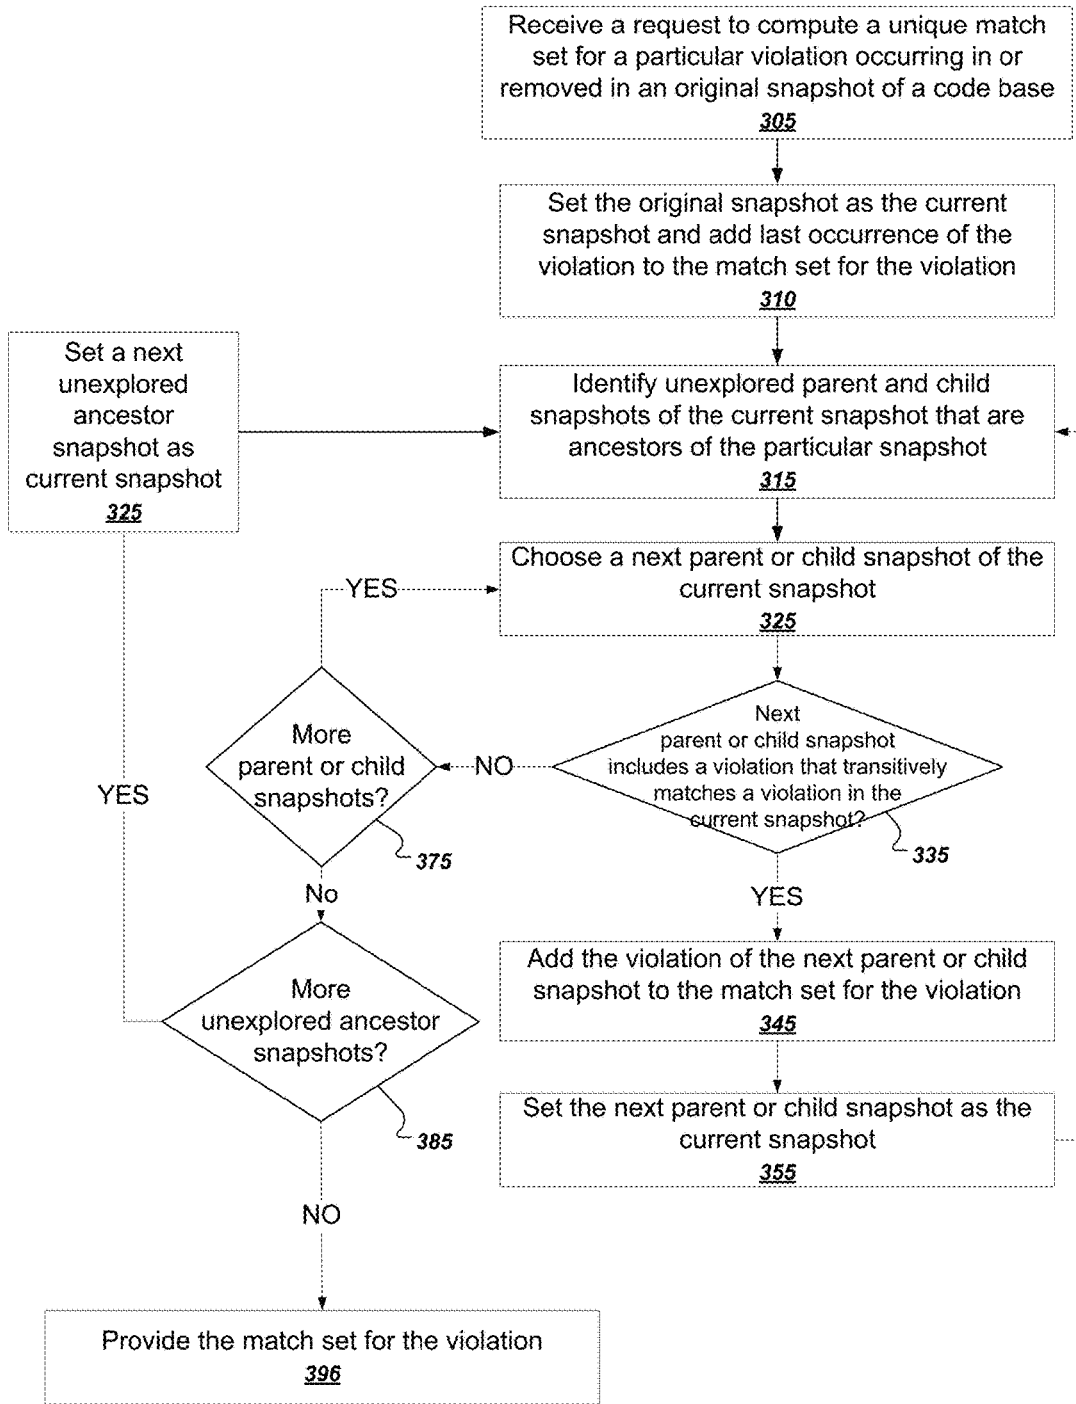 Receive a request to compute a unique match
set for a particular violation occurring in or
removed in an original snapshot of a code base
305
Set the original snapshot as the current
snapshot and add last occurrence of the
violation to the match set for the violation
310
Set a next
unexplored
ancestor
snapshot as
current snapshot
325
Identify unexplored parent and child
snapshots of the current snapshot that are
ancestors of the particular snapshot
315
Choose a next parent or child snapshot of the
current snapshot
325
YES
Next
parent or child snapshot
includes a violation that transitively
matches a violation in the
current snapshot?
335
NO
More
parent or child
snapshots?
375
YES
No
YES
Add the violation of the next parent or child
snapshot to the match set for the violation
345
More
unexplored ancestor
snapshots?
385
Set the next parent or child snapshot as the
current snapshot
355
NO
Provide the match set for the violation
396